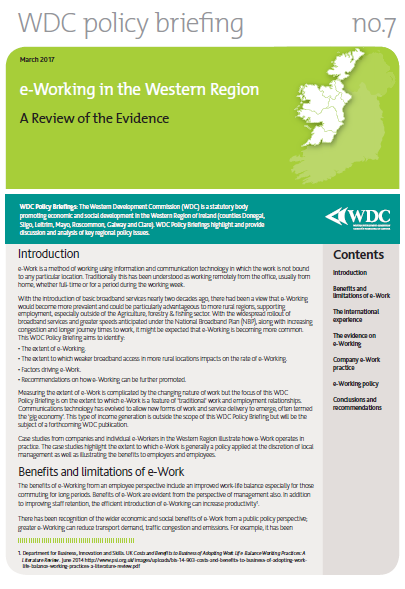 WDC policy briefing no.7
March 2017
e-Working in the Western Region
A Review of the Evidence
WDC Policy Briefings: The Western Development Commission (WDC) is a statutory body
promoting economic and social development in the Western Region of Ireland (counties Donegal,
Sligo, Leitrim, Mayo, Roscommon, Galway and Clare). WDC Policy Briefings highlight and provide
discussion and analysis of key regional policy issues.
WDC
Introduction
e-Work is a method of working using information and communication technology in which the work is not bound
to any particular location. Traditionally this has been understood as working remotely from the office, usually from
home, whether full-time or for a period during the working week.
With the introduction of basic broadband services nearly two decades ago, there had been a view that e-Working
would become more prevalent and could be particularly advantageous to more rural regions, supporting
employment, especially outside of the Agriculture, forestry & fishing sector. With the widespread rollout of
broadband services and greater speeds anticipated under the National Broadband Plan (NBP), along with increasing
congestion and longer journey times to work, it might be expected that e-Working is becoming more common.
This WDC Policy Briefing aims to identify:
• The extent of e-Working.
• The extent to which weaker broadband access in more rural locations impacts on the rate of e-Working.
• Factors driving e-Work.
• Recommendations on how e-Working can be further promoted.
Measuring the extent of e-Work is complicated by the changing nature of work but the focus of this WDC
Policy Briefing is on the extent to which e-Work is a feature of 'traditional' work and employment relationships.
Communications technology has evolved to allow new forms of work and service delivery to emerge, often termed
the 'gig economy'. This type of income generation is outside the scope of this WDC Policy Briefing but will be the
subject of a forthcoming WDC publication.
Case studies from companies and individual e-Workers in the Western Region illustrate how e-Work operates in
practice. The case studies highlight the extent to which e-Work is generally a policy applied at the discretion of local
management as well as illustrating the benefits to employers and employees.
Benefits and limitations of e-Work
The benefits of e-Working from an employee perspective include an improved work-life balance especially for those
commuting for long periods. Benefits of e-Work are evident from the perspective of management also. In addition
to improving staff retention, the efficient introduction of e-Working can increase productivity¹.
There has been recognition of the wider economic and social benefits of e-Work from a public policy perspective;
greater e-Working can reduce transport demand, traffic congestion and emissions. For example, it has been
1. Department for Business, Innovation and Skills. UK Costs and Benefits to Business of Adopting Work Life Balance Working Practices: A
Literature Review. June 2014 http://www.psi.org.uk/images/uploads/bis-14-903-costs-and-benefits-to-business-of-adopting-work-
life-balance-working-practices-a-literature-review.pdf
Contents
Introduction
Benefits and
limitations of e-Work
The international
experience
The evidence on
e-Working
Company e-Work
practice
e-Working policy
Conclusions and
recommendations